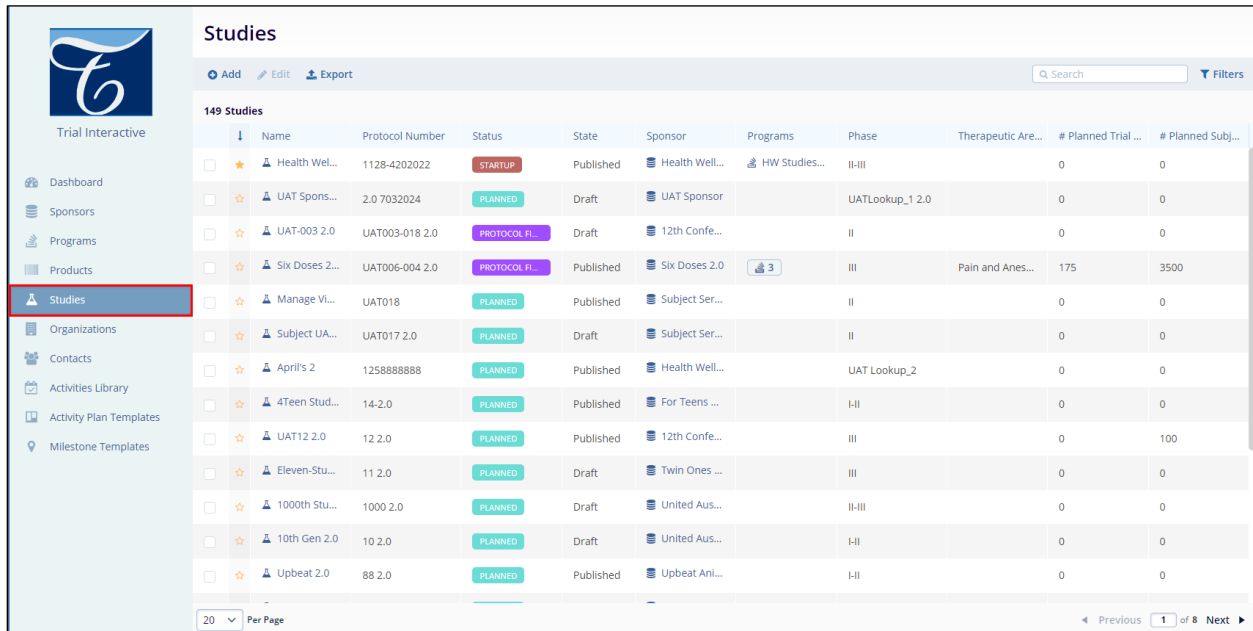 Studies
Add Edit Export Search Filters
149 Studies
Trial Interactive
Name Protocol Number Status State Sponsor Programs Phase Therapeutic Are... # Planned Trial ... # Planned Subj...
Health Wel... 1128-4202022 STARTUP Published Health Well... HW Studies... II-III 0 0
UAT Spons... 2.0 7032024 PLANNED Draft UAT Sponsor UATLookup_1 2.0 0 0
UAT-003 2.0 UAT003-018 2.0 PROTOCOL FI... Draft 12th Confe... II 0 0
Six Doses 2... UAT006-004 2.0 PROTOCOL FI... Published Six Doses 2.0 3 III Pain and Anes... 175 3500
Manage Vi... UAT018 PLANNED Published Subject Ser... II 0 0
Subject UA... UAT017 2.0 PLANNED Draft Subject Ser... II 0 0
April's 2 1258888888 PLANNED Published Health Well... UAT Lookup_2 0 0
4Teen Stud... 14-2.0 PLANNED Published For Teens ... I-II 0 0
UAT12 2.0 12 2.0 PLANNED Published 12th Confe... III 0 100
Eleven-Stu... 11 2.0 PLANNED Draft Twin Ones ... III 0 0
1000th Stu... 1000 2.0 PLANNED Draft United Aus... II-III 0 0
10th Gen 2.0 10 2.0 PLANNED Draft United Aus... I-II 0 0
Upbeat 2.0 88 2.0 PLANNED Published Upbeat Ani... I-II 0 0
Dashboard
Sponsors
Programs
Products
Studies
Organizations
Contacts
Activities Library
Activity Plan Templates
Milestone Templates
20 Per Page Previous 1 of 8 Next